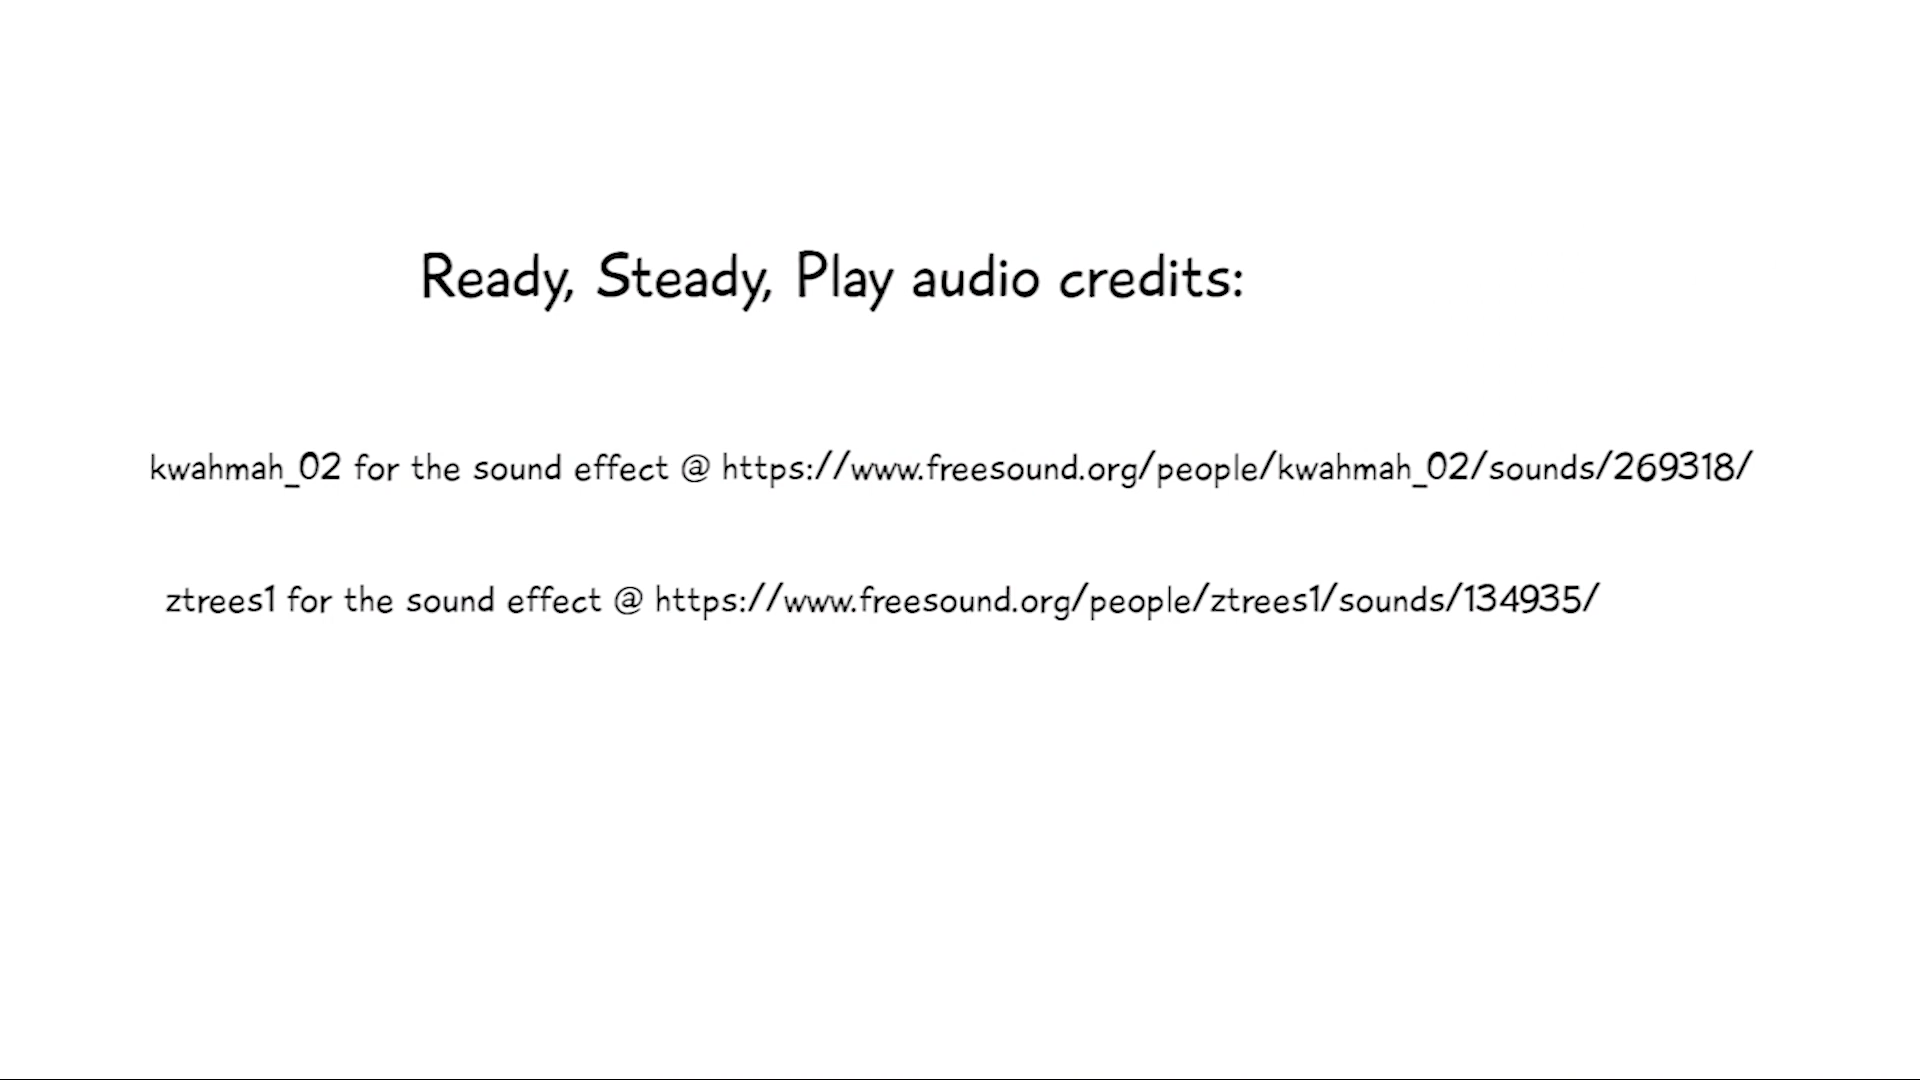 Ready, Steady, Play audio credits:
kwahmah_02 for the sound effect @ https://www.freesound.org/people/kwahmah_02/sounds/269318/
ztrees1 for the sound effect @ https://www.freesound.org/people/ztrees1/sounds/134935/